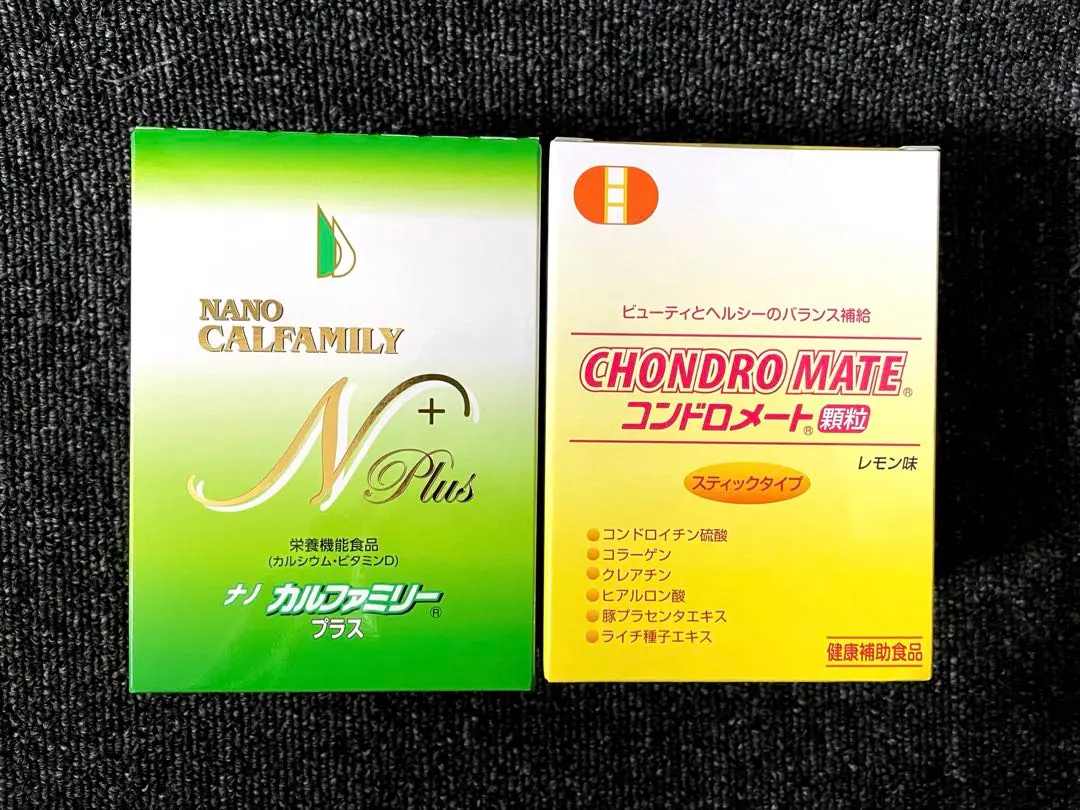 NANO
CALFAMILY
N+
Plus
栄養機能食品
(カルシウム・ビタミンD)
ナノ カルファミリー®
プラス
ビューティとヘルシーのバランス補給
CHONDRO MATE®
コンドロメート® 顆粒
レモン味
スティックタイプ
●コンドロイチン硫酸
●コラーゲン
●クレアチン
●ヒアルロン酸
●豚プラセンタエキス
●ライチ種子エキス
健康補助食品